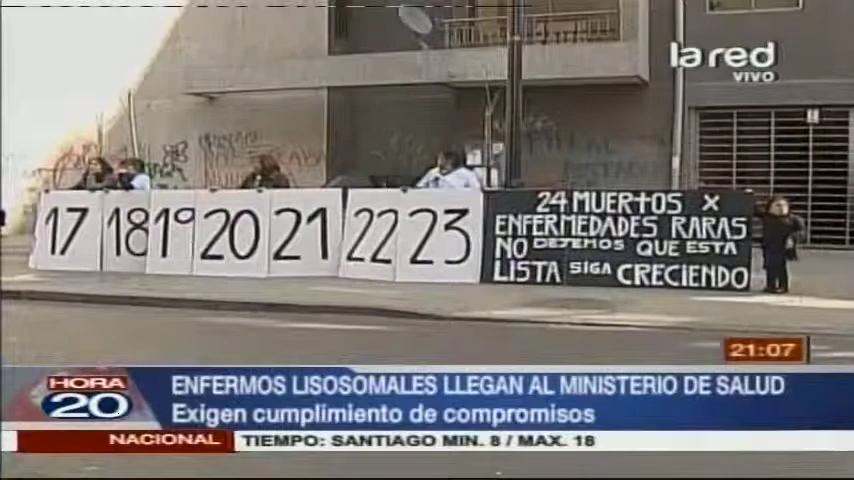 la red
VIVO
17 18 19 20 21 22 23
24 MUERTOS X
ENFERMEDADES RARAS
NO DEJEMOS QUE ESTA
LISTA SIGA CRECIENDO
21:07
HORA
20
ENFERMOS LISOSOMALES LLEGAN AL MINISTERIO DE SALUD
Exigen cumplimiento de compromisos
NACIONAL
TIEMPO: SANTIAGO MIN. 8 / MAX. 18